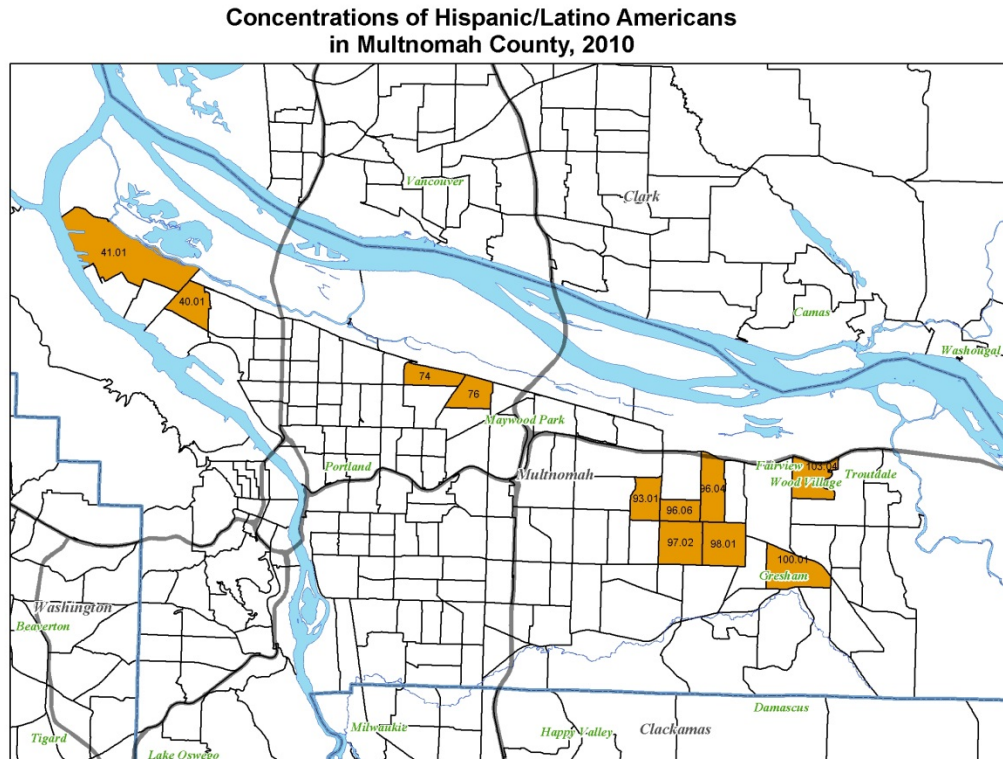 Concentrations of Hispanic/Latino Americans
in Multnomah County, 2010
Vancouver
Clark
41.01
40.01
Camas
Washougal
74
76
Maywood Park
Portland
Multnomah
Fairview
103.04
Troutdale
Wood Village
93.01
96.04
96.06
97.02
98.01
100.01
Gresham
Washington
Beaverton
Damascus
Milwaukie
Happy Valley
Clackamas
Tigard
Lake Oswego